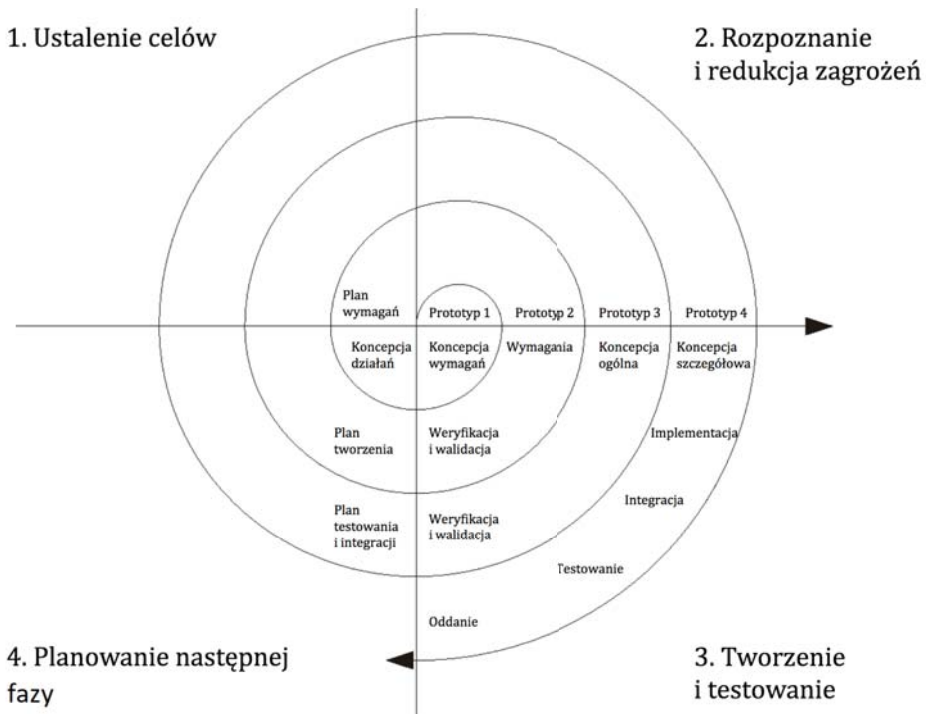 1. Ustalenie celów
2. Rozpoznanie
i redukcja zagrożeń
Plan
wymagań
Prototyp 1
Prototyp 2
Prototyp 3
Prototyp 4
Koncepcja
działań
Koncepcja
wymagań
Wymagania
Koncepcja
ogólna
Koncepcja
szczegółowa
Plan
tworzenia
Weryfikacja
i walidacja
Implementacja
Plan
testowania
i integracji
Weryfikacja
i walidacja
Integracja
Testowanie
Oddanie
4. Planowanie następnej
fazy
3. Tworzenie
i testowanie